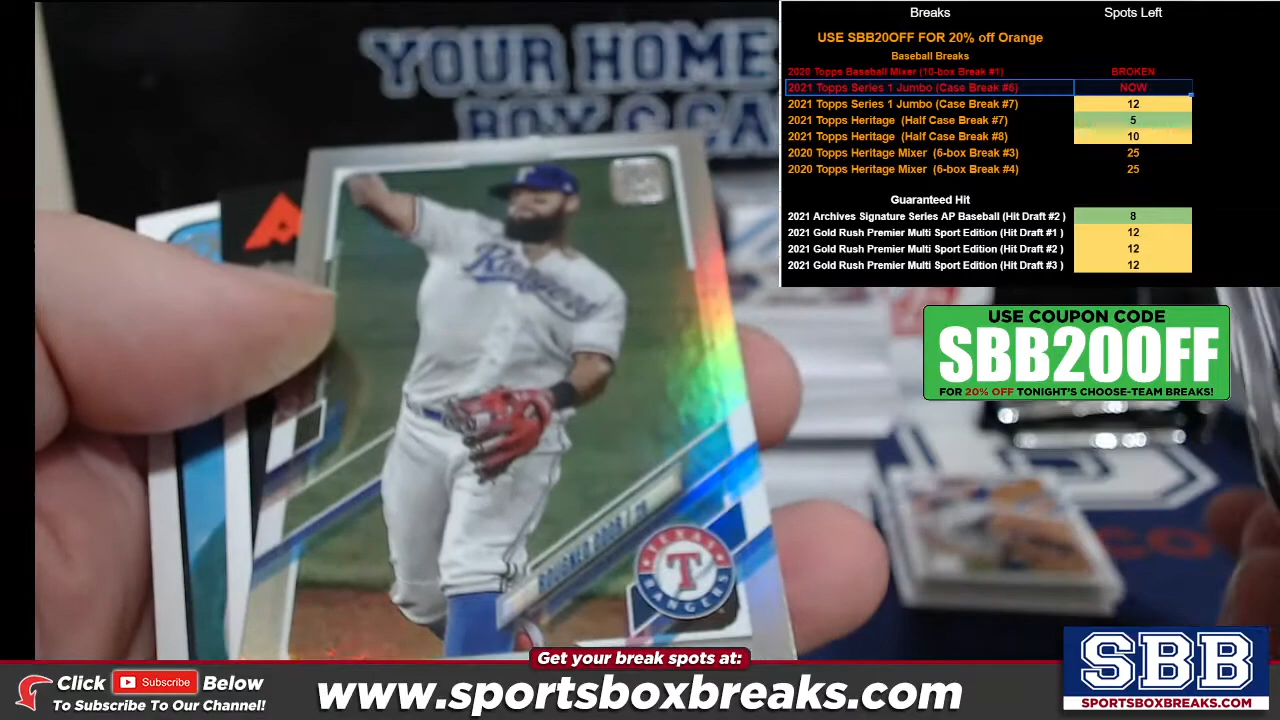 YOUR HOME
BOX & CA
Breaks Spots Left
USE SBB20OFF FOR 20% off Orange
Baseball Breaks
2020 Topps Baseball Mixer (10-box Break #1) BROKEN
2021 Topps Series 1 Jumbo (Case Break #6) NOW
2021 Topps Series 1 Jumbo (Case Break #7) 12
2021 Topps Heritage (Half Case Break #7) 5
2021 Topps Heritage (Half Case Break #8) 10
2020 Topps Heritage Mixer (6-box Break #3) 25
2020 Topps Heritage Mixer (6-box Break #4) 25
Guaranteed Hit
2021 Archives Signature Series AP Baseball (Hit Draft #2 ) 8
2021 Gold Rush Premier Multi Sport Edition (Hit Draft #1 ) 12
2021 Gold Rush Premier Multi Sport Edition (Hit Draft #2 ) 12
2021 Gold Rush Premier Multi Sport Edition (Hit Draft #3 ) 12
USE COUPON CODE
SBB20OFF
FOR 20% OFF TONIGHT'S CHOOSE-TEAM BREAKS!
Rangers
ROUGNED ODOR / 2B
TEXAS
T
RANGERS
Get your break spots at:
Click Subscribe Below
To Subscribe To Our Channel!
www.sportsboxbreaks.com
SBB
SPORTSBOXBREAKS.COM